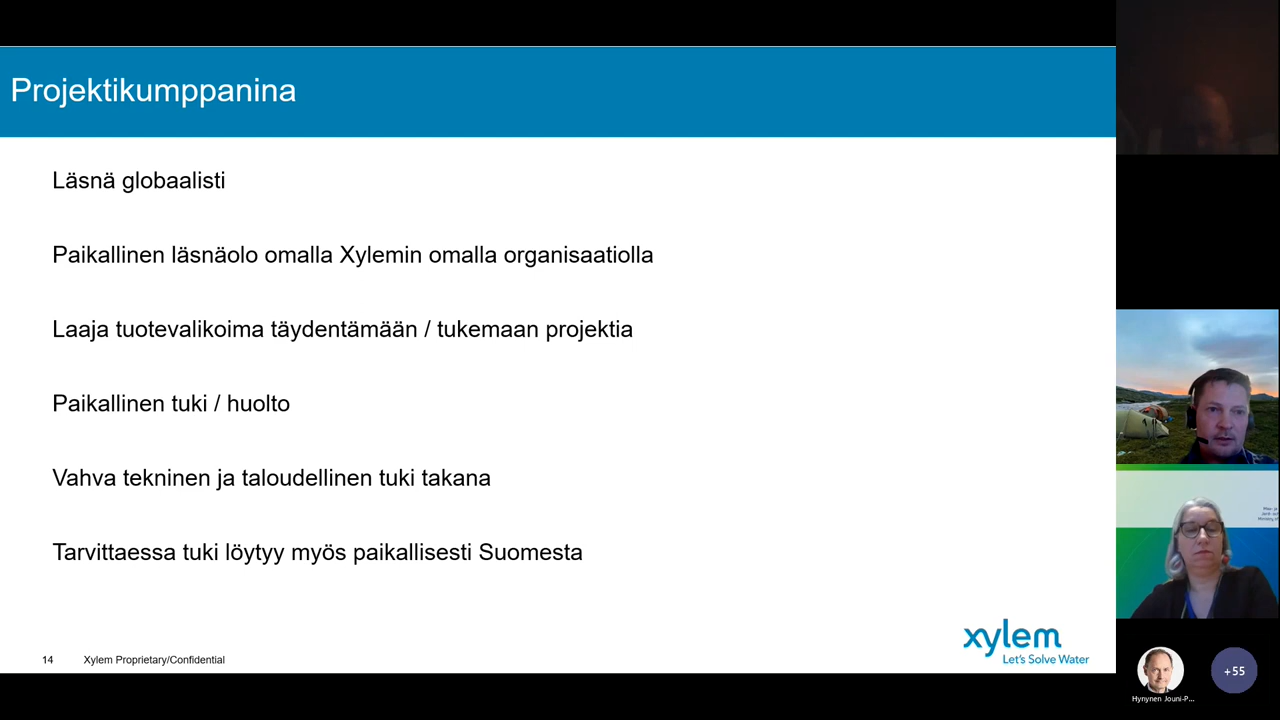 Projektikumppanina
Läsnä globaalisti
Paikallinen läsnäolo omalla Xylemin omalla organisaatiolla
Laaja tuotevalikoima täydentämään / tukemaan projektia
Paikallinen tuki / huolto
Vahva tekninen ja taloudellinen tuki takana
Tarvittaessa tuki löytyy myös paikallisesti Suomesta
14 Xylem Proprietary/Confidential
xylem
Let's Solve Water
Hynynen Jouni-P...
+55